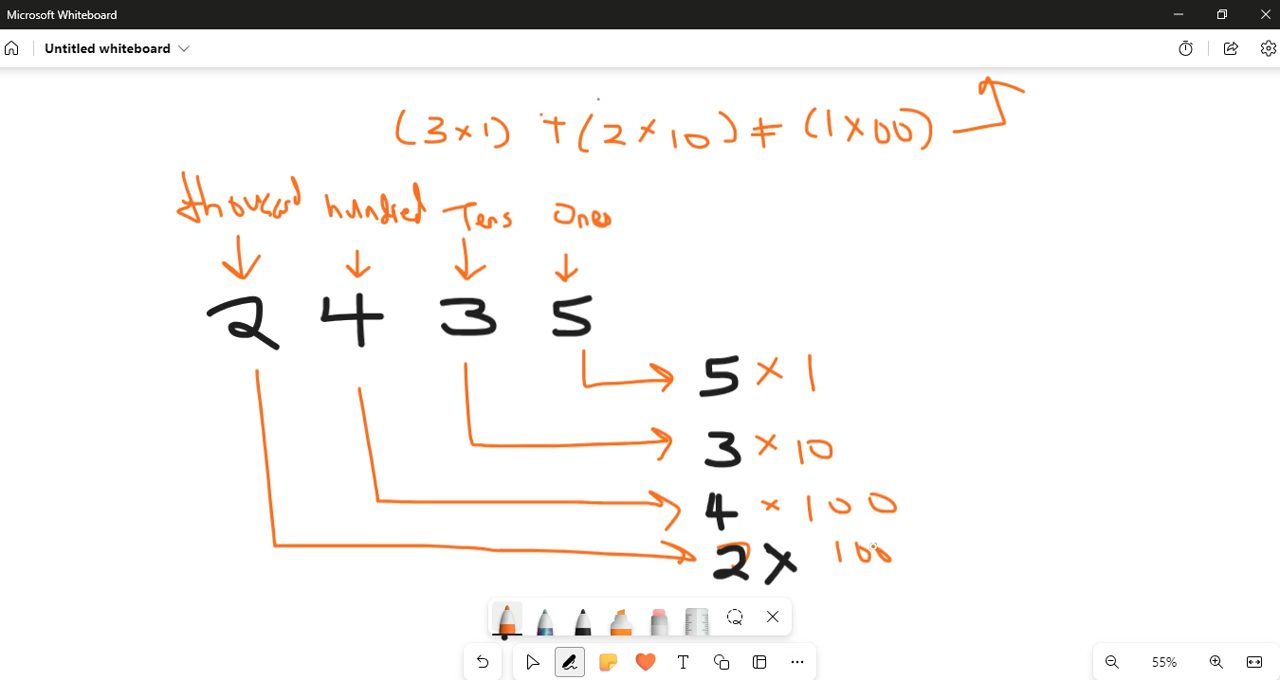 Microsoft Whiteboard
Untitled whiteboard
(3 × 1) + (2 × 10) + (1 × 00)
thousand hundred Tens Ones
2 4 3 5
5 × 1
3 × 10
4 × 100
2 × 100
T
55%